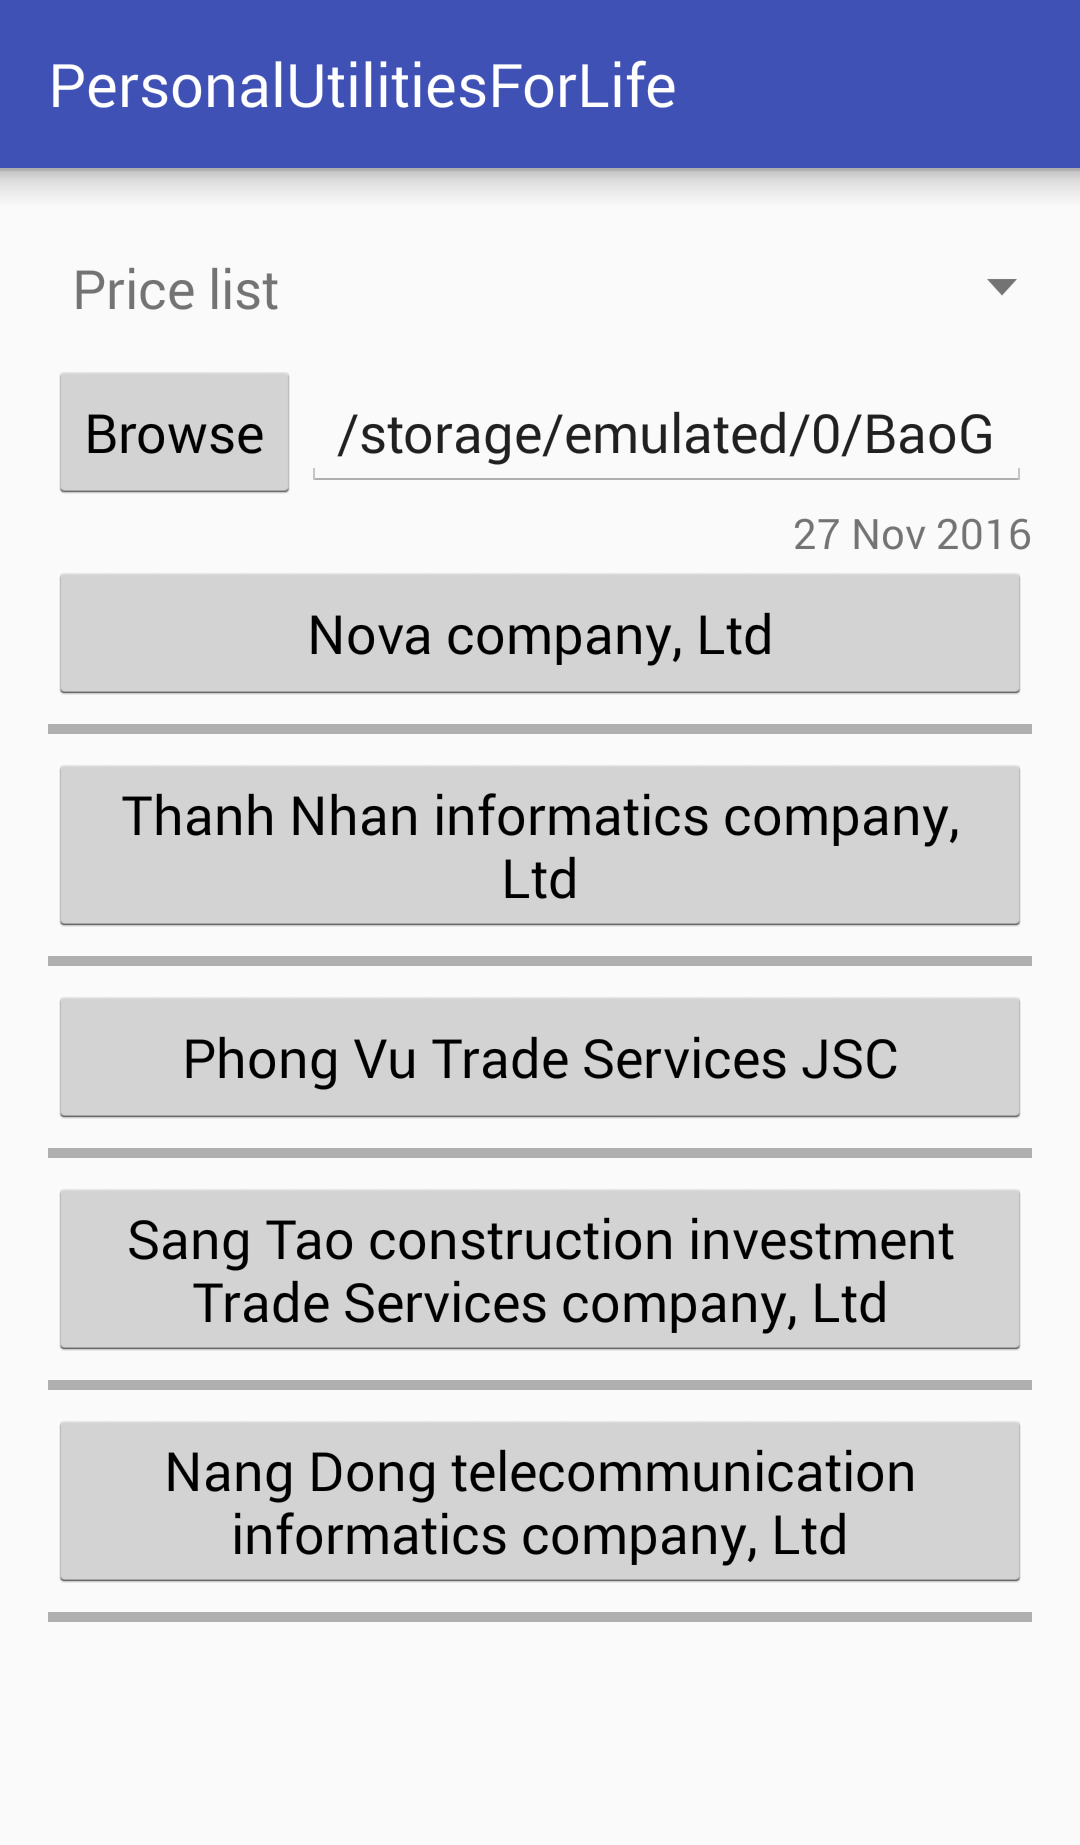 PersonalUtilitiesForLife
Price list
Browse
/storage/emulated/0/BaoG
27 Nov 2016
Nova company, Ltd
Thanh Nhan informatics company,
Ltd
Phong Vu Trade Services JSC
Sang Tao construction investment
Trade Services company, Ltd
Nang Dong telecommunication
informatics company, Ltd